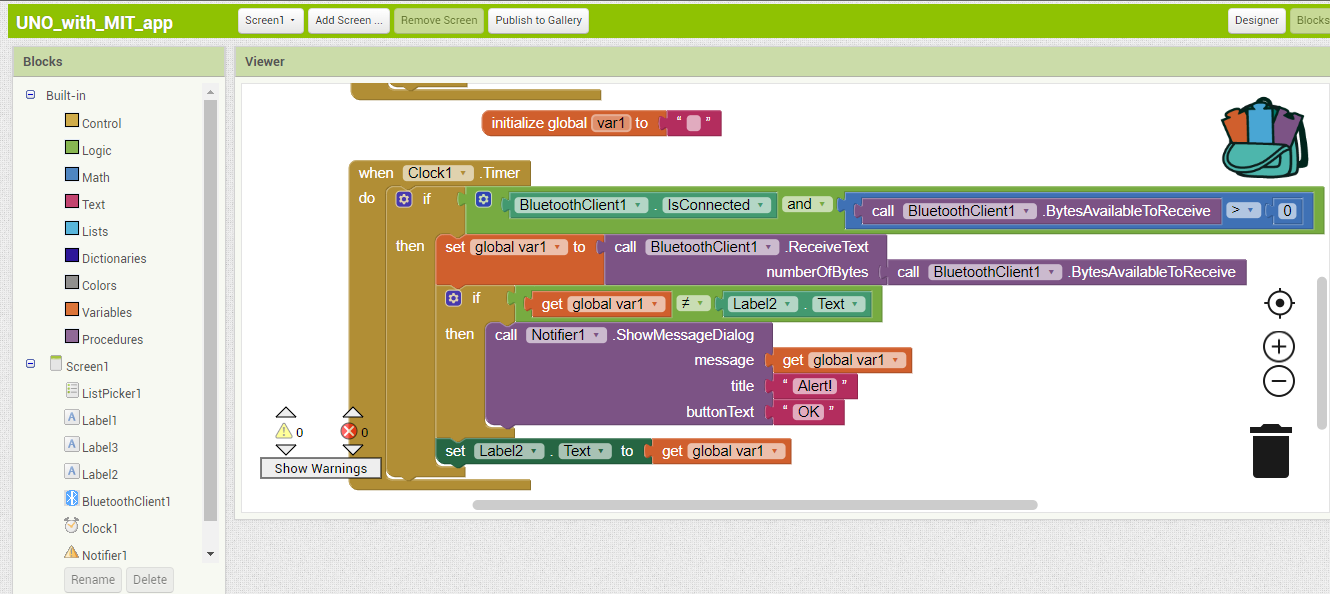 UNO_with_MIT_app Screen1 Add Screen ... Remove Screen Publish to Gallery Designer Blocks
Blocks
Built-in
Control
Logic
Math
Text
Lists
Dictionaries
Colors
Variables
Procedures
Screen1
ListPicker1
Label1
Label3
Label2
BluetoothClient1
Clock1
Notifier1
Rename Delete
Viewer
initialize global var1 to “ ”
when Clock1 .Timer
do if BluetoothClient1 . IsConnected and call BluetoothClient1 .BytesAvailableToReceive > 0
then set global var1 to call BluetoothClient1 .ReceiveText
numberOfBytes call BluetoothClient1 .BytesAvailableToReceive
if get global var1 ≠ Label2 . Text
then call Notifier1 .ShowMessageDialog
message get global var1
title “ Alert! ”
buttonText “ OK ”
set Label2 . Text to get global var1
0 0
Show Warnings